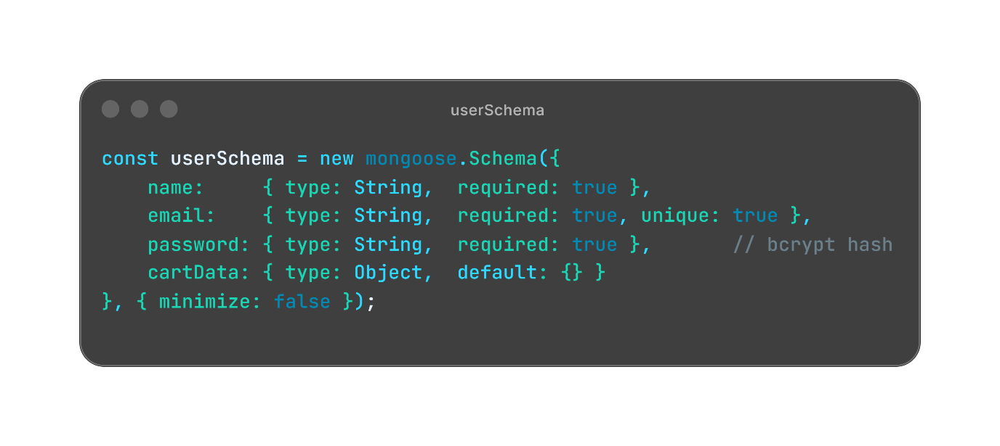 userSchema
const userSchema = new mongoose.Schema({
    name:     { type: String,  required: true },
    email:    { type: String,  required: true, unique: true },
    password: { type: String,  required: true },       // bcrypt hash
    cartData: { type: Object,  default: {} }
}, { minimize: false });